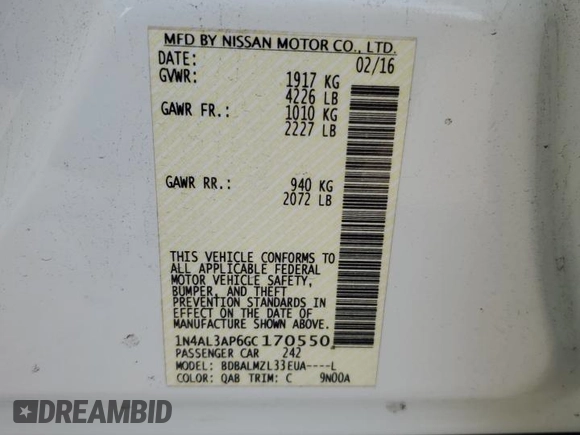 MFD BY NISSAN MOTOR CO., LTD.
DATE: 02/16
GVWR: 1917 KG
4226 LB
GAWR FR.: 1010 KG
2227 LB
GAWR RR.: 940 KG
2072 LB
THIS VEHICLE CONFORMS TO
ALL APPLICABLE FEDERAL
MOTOR VEHICLE SAFETY,
BUMPER, AND THEFT
PREVENTION STANDARDS IN
EFFECT ON THE DATE OF
MANUFACTURE SHOWN ABOVE.
1N4AL3AP6GC170550
PASSENGER CAR 242
MODEL: BDBALMZL33EUA----L
COLOR: QAB TRIM: C 9N00A
DREAMBID